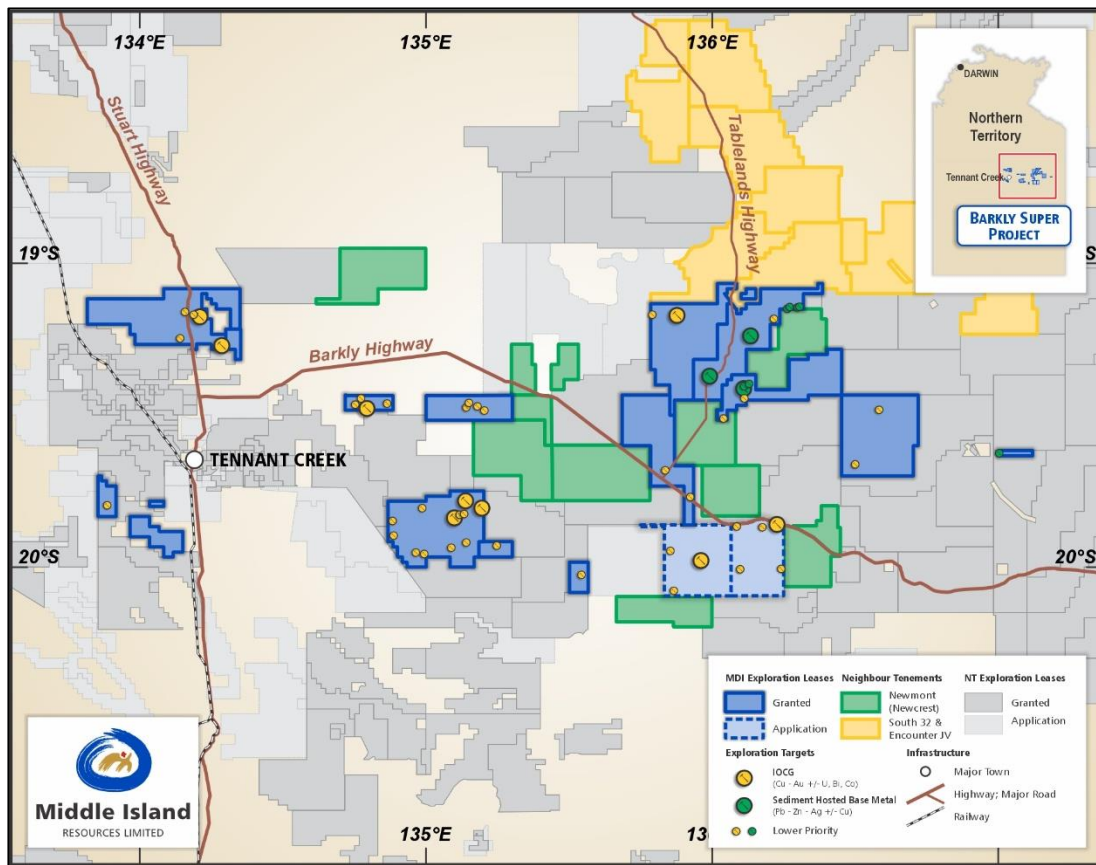 134°E
135°E
136°E
Stuart Highway
Tablelands Highway
DARWIN
Northern
Territory
Tennant Creek
BARKLY SUPER
PROJECT
19°S
19°S
Barkly Highway
TENNANT CREEK
20°S
20°S
MDI Exploration Leases
Granted
Application
Neighbour Tenements
Newmont
(Newcrest)
South 32 &
Encounter JV
NT Exploration Leases
Granted
Application
Exploration Targets
IOCG
(Cu - Au +/- U, Bi, Co)
Sediment Hosted Base Metal
(Pb - Zn - Ag +/- Cu)
Lower Priority
Infrastructure
Major Town
Highway; Major Road
Railway
Middle Island
RESOURCES LIMITED
134°E
135°E